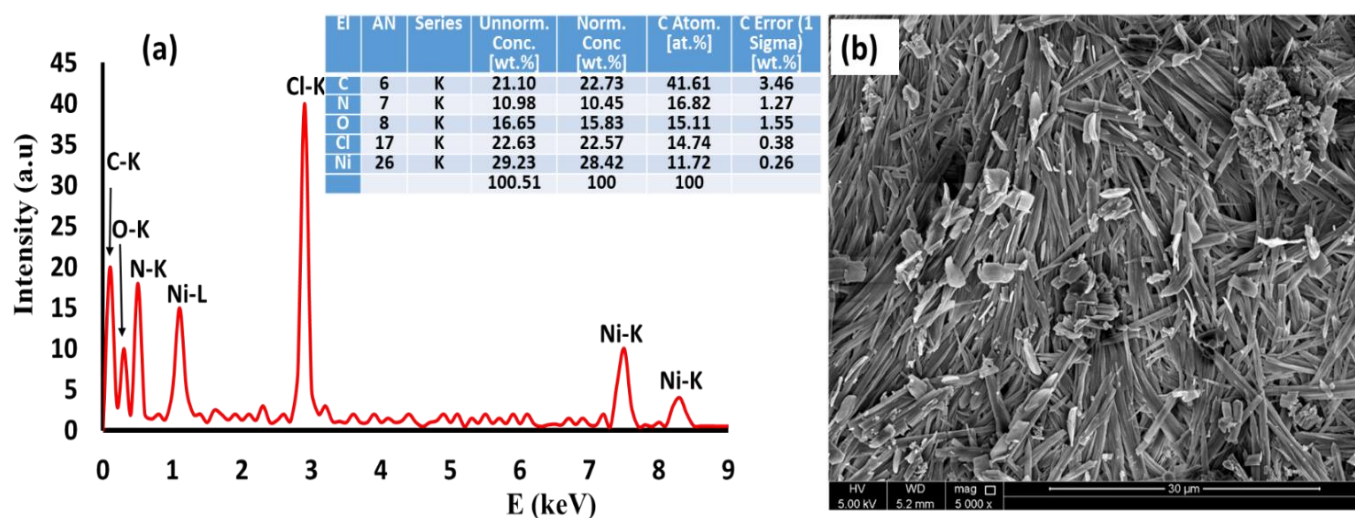 (a)
El AN Series Unnorm. Conc. [wt.%] Norm. Conc [wt.%] C Atom. [at.%] C Error (1 Sigma) [wt.%]
C 6 K 21.10 22.73 41.61 3.46
N 7 K 10.98 10.45 16.82 1.27
O 8 K 16.65 15.83 15.11 1.55
Cl 17 K 22.63 22.57 14.74 0.38
Ni 26 K 29.23 28.42 11.72 0.26
100.51 100 100
Intensity (a.u)
45
40
35
30
25
20
15
10
5
0
C-K
O-K
N-K
Ni-L
Cl-K
Ni-K
Ni-K
0 1 2 3 4 5 6 7 8 9
E (keV)
(b)
HV WD mag 30 µm
5.00 kV 5.2 mm 5 000 x